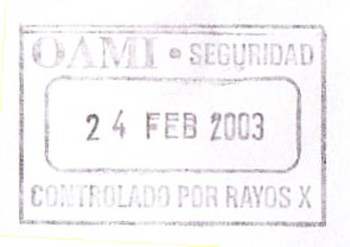 OAMI • SEGURIDAD
24 FEB 2003
CONTROLADO POR RAYOS X